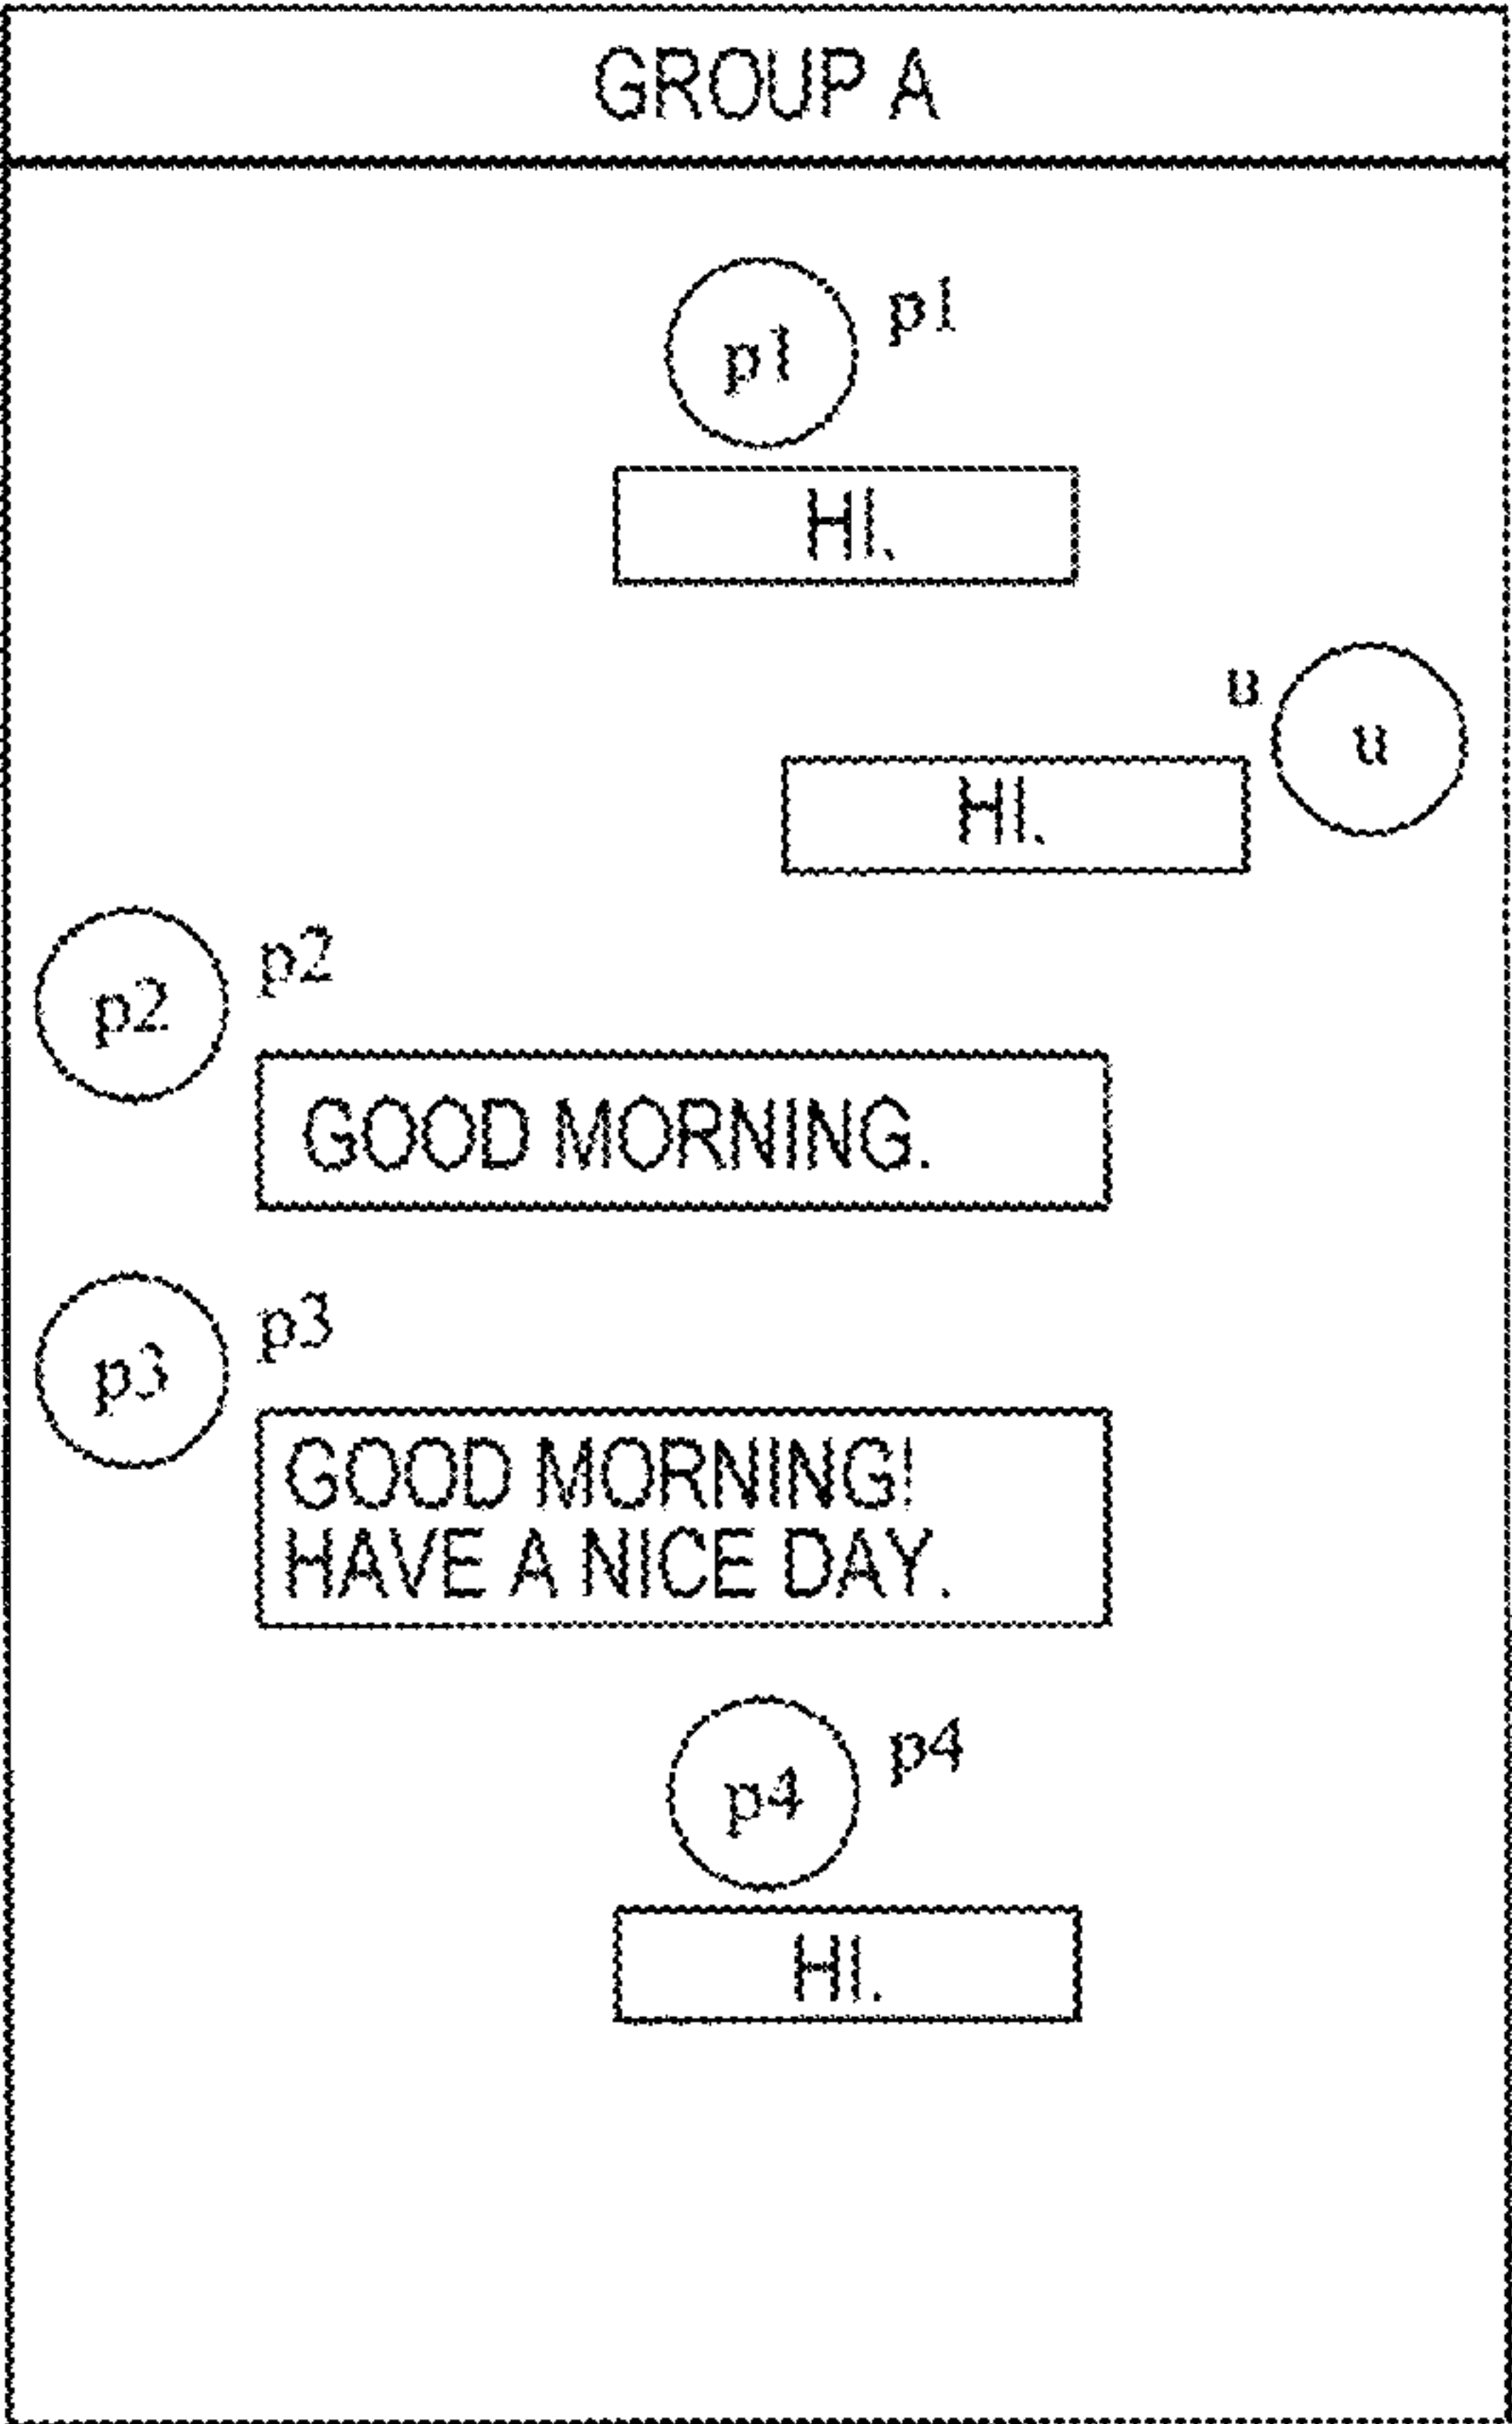 GROUP A
p1
p1
HI.
u
u
HI.
p2
p2
GOOD MORNING.
p3
p3
GOOD MORNING!
HAVE A NICE DAY.
p4
p4
HI.